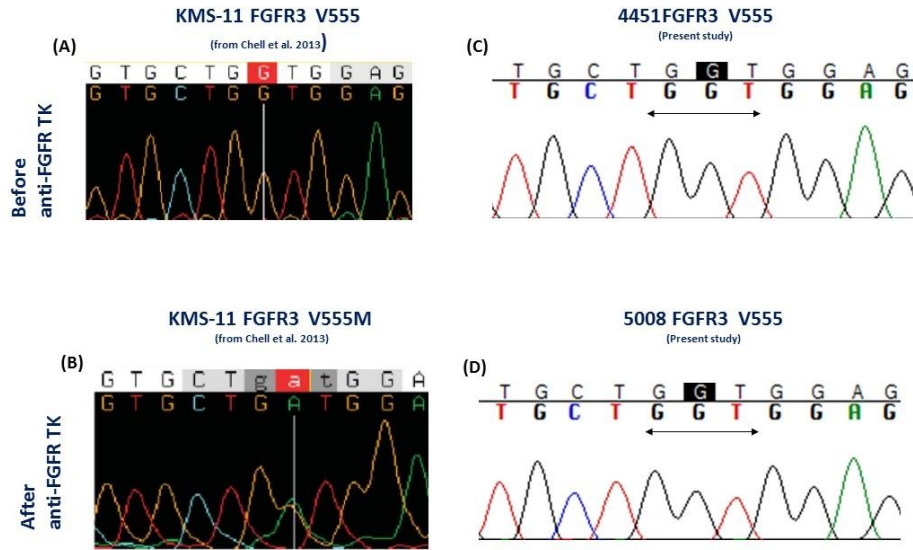 KMS-11 FGFR3 V555
(from Chell et al. 2013)
(A)
G T G C T G G T G G A G
G T G C T G G T G G A G
Before
anti-FGFR TK
4451FGFR3 V555
(Present study)
(C)
T G C T G G T G G A G
T G C T G G T G G A G
KMS-11 FGFR3 V555M
(from Chell et al. 2013)
(B)
G T G C T g a t G G A
G T G C T G A T G G A
After
anti-FGFR TK
5008 FGFR3 V555
(Present study)
(D)
T G C T G G T G G A G
T G C T G G T G G A G